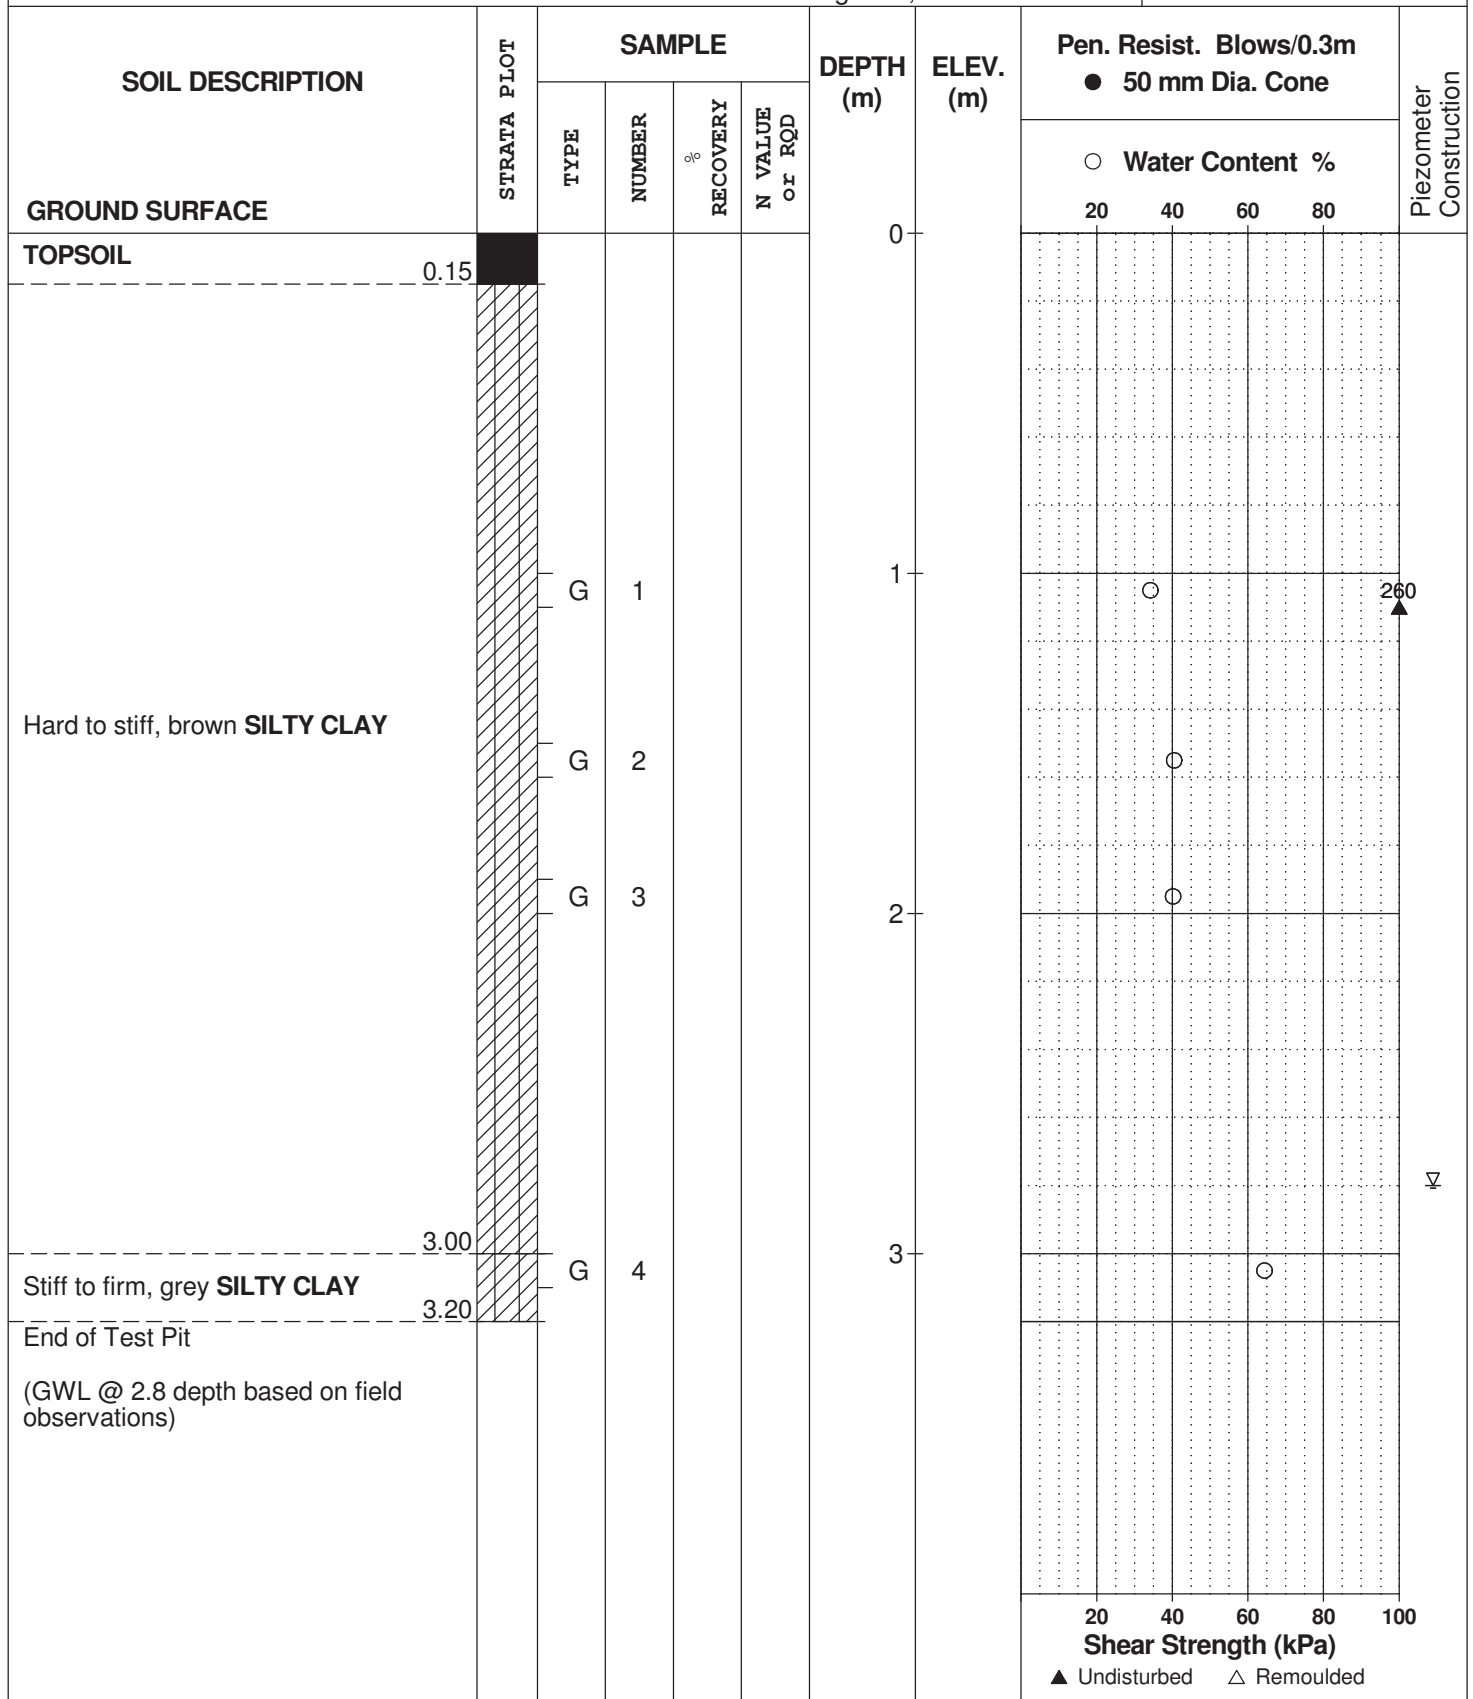 SOIL DESCRIPTION
GROUND SURFACE
STRATA PLOT
SAMPLE
TYPE
NUMBER
%
RECOVERY
N VALUE
or RQD
DEPTH
(m)
ELEV.
(m)
Pen. Resist. Blows/0.3m
● 50 mm Dia. Cone
○ Water Content %
20 40 60 80
Piezometer
Construction
TOPSOIL
0.15
0
1
G 1
260
Hard to stiff, brown SILTY CLAY
G 2
G 3
2
3.00
3
G 4
Stiff to firm, grey SILTY CLAY
3.20
End of Test Pit
(GWL @ 2.8 depth based on field
observations)
20 40 60 80 100
Shear Strength (kPa)
▲ Undisturbed △ Remoulded